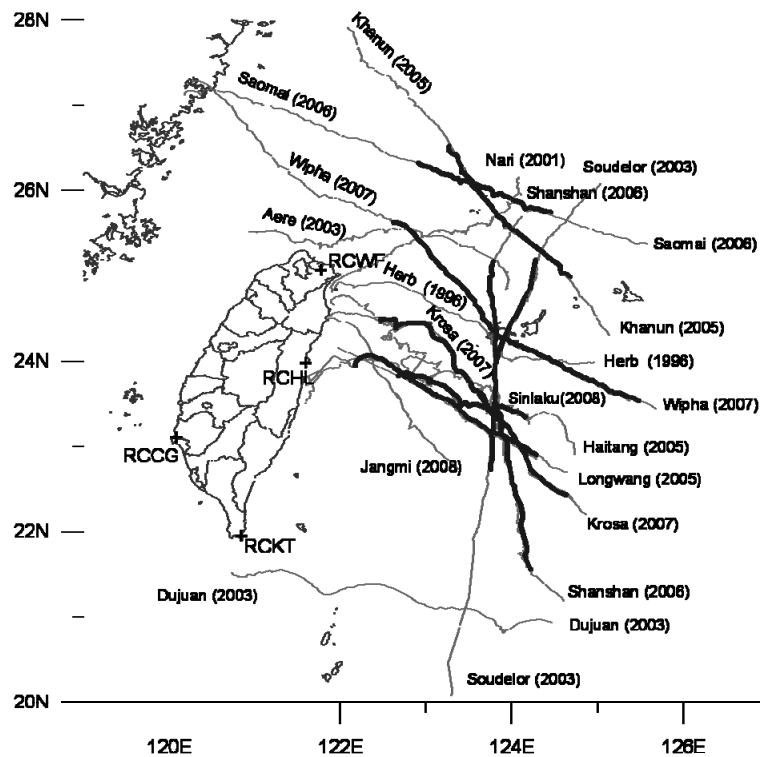 28N
Khanun (2005)
Saomai (2006)
Nari (2001)
Soudelor (2003)
26N
Wipha (2007)
Shanshan (2006)
Aere (2003)
Saomai (2006)
RCWF
Herb (1996)
Krosa (2007)
Khanun (2005)
24N
Herb (1996)
RCHL
Sinlaku(2008)
Wipha (2007)
RCCG
Jangmi (2008)
Haitang (2005)
Longwang (2005)
Krosa (2007)
22N
RCKT
Dujuan (2003)
Shanshan (2006)
Dujuan (2003)
Soudelor (2003)
20N
120E 122E 124E 126E